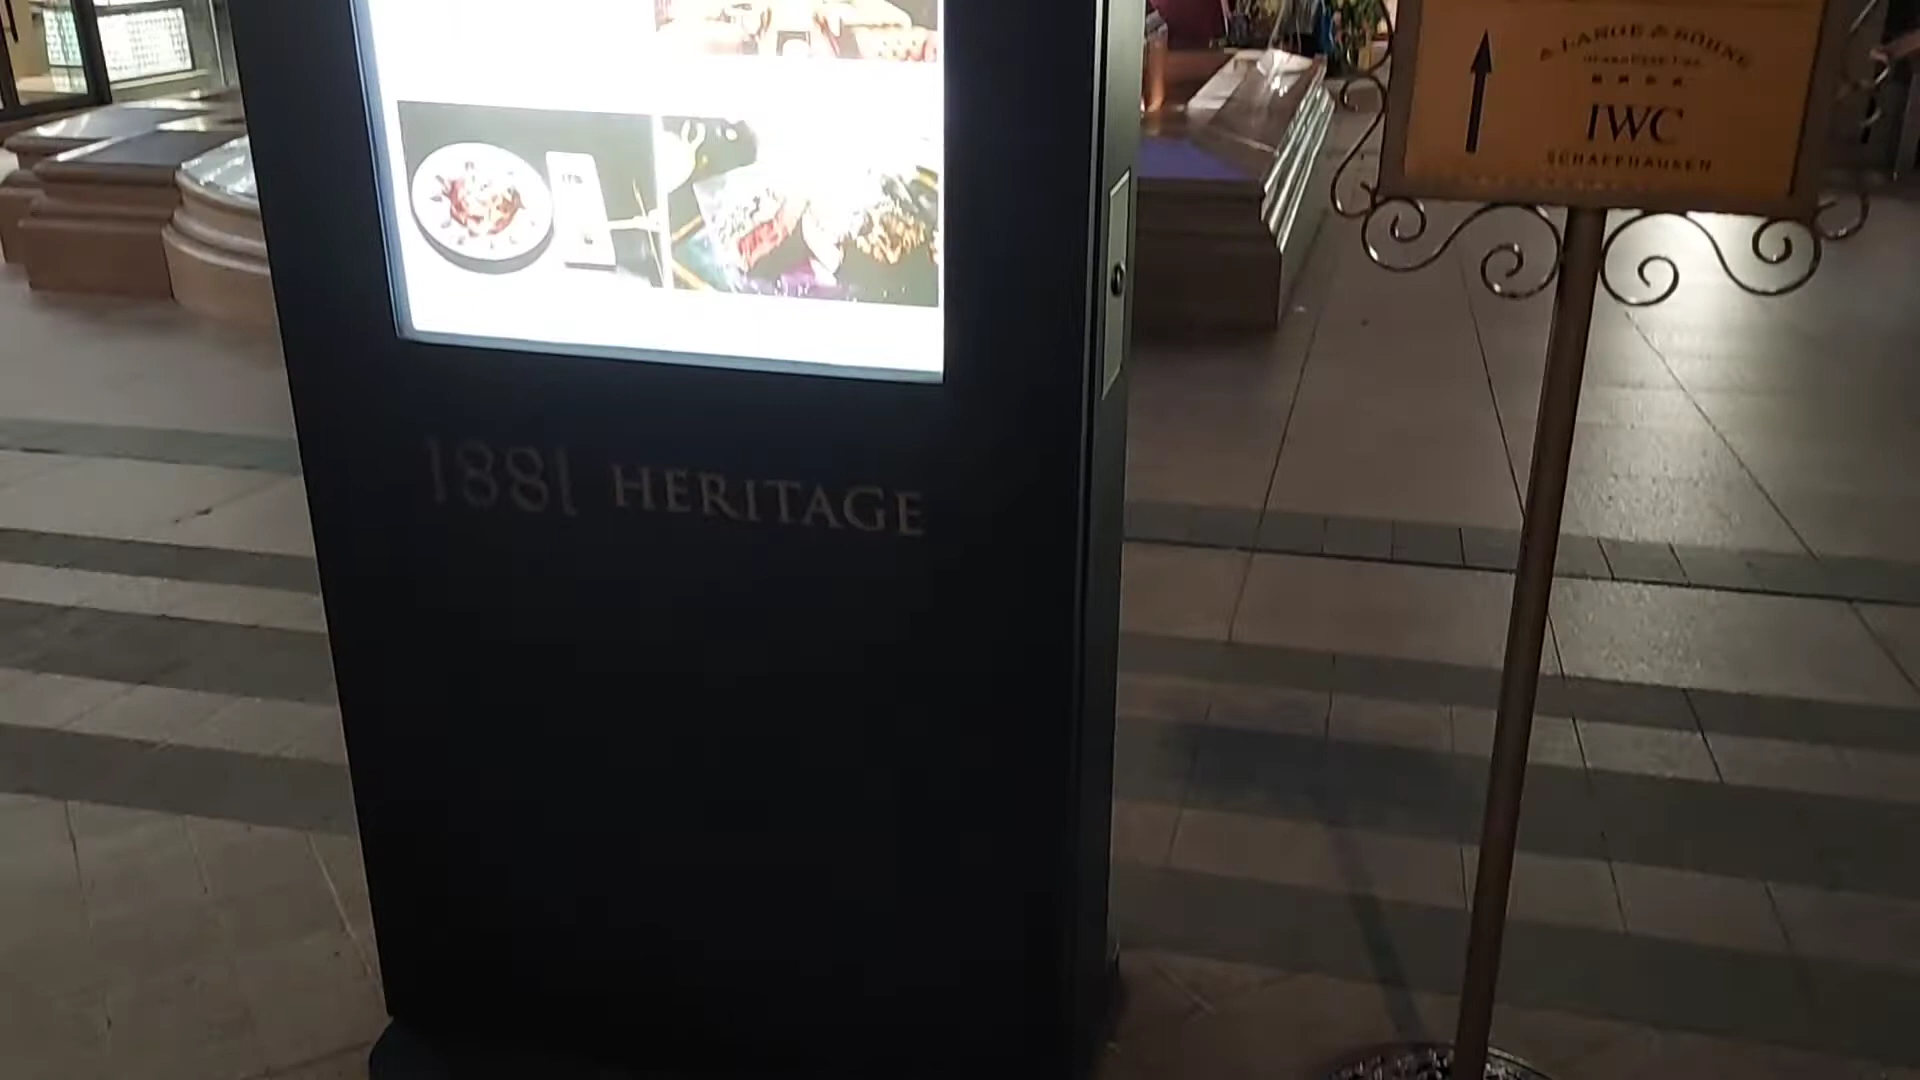 1881 HERITAGE
A. LANGE & SÖHNE
IWC
SCHAFFHAUSEN